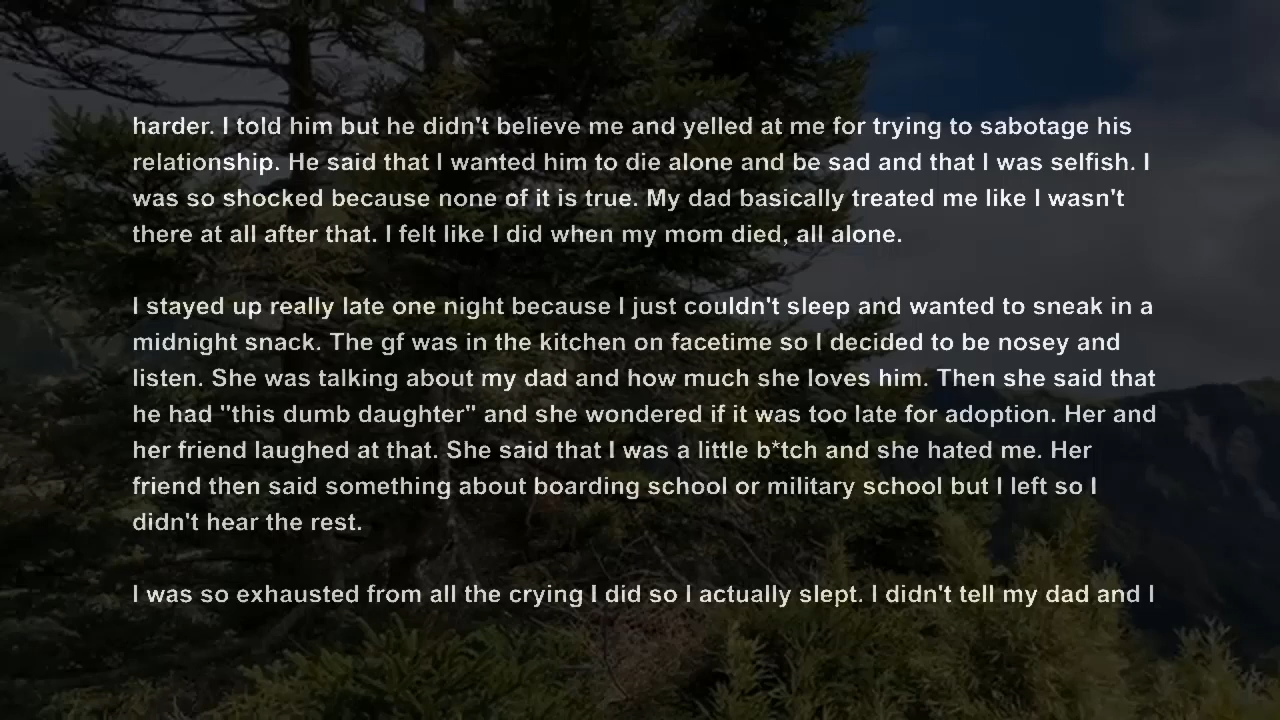 harder. I told him but he didn't believe me and yelled at me for trying to sabotage his
relationship. He said that I wanted him to die alone and be sad and that I was selfish. I
was so shocked because none of it is true. My dad basically treated me like I wasn't
there at all after that. I felt like I did when my mom died, all alone.
I stayed up really late one night because I just couldn't sleep and wanted to sneak in a
midnight snack. The gf was in the kitchen on facetime so I decided to be nosey and
listen. She was talking about my dad and how much she loves him. Then she said that
he had "this dumb daughter" and she wondered if it was too late for adoption. Her and
her friend laughed at that. She said that I was a little b*tch and she hated me. Her
friend then said something about boarding school or military school but I left so I
didn't hear the rest.
I was so exhausted from all the crying I did so I actually slept. I didn't tell my dad and I